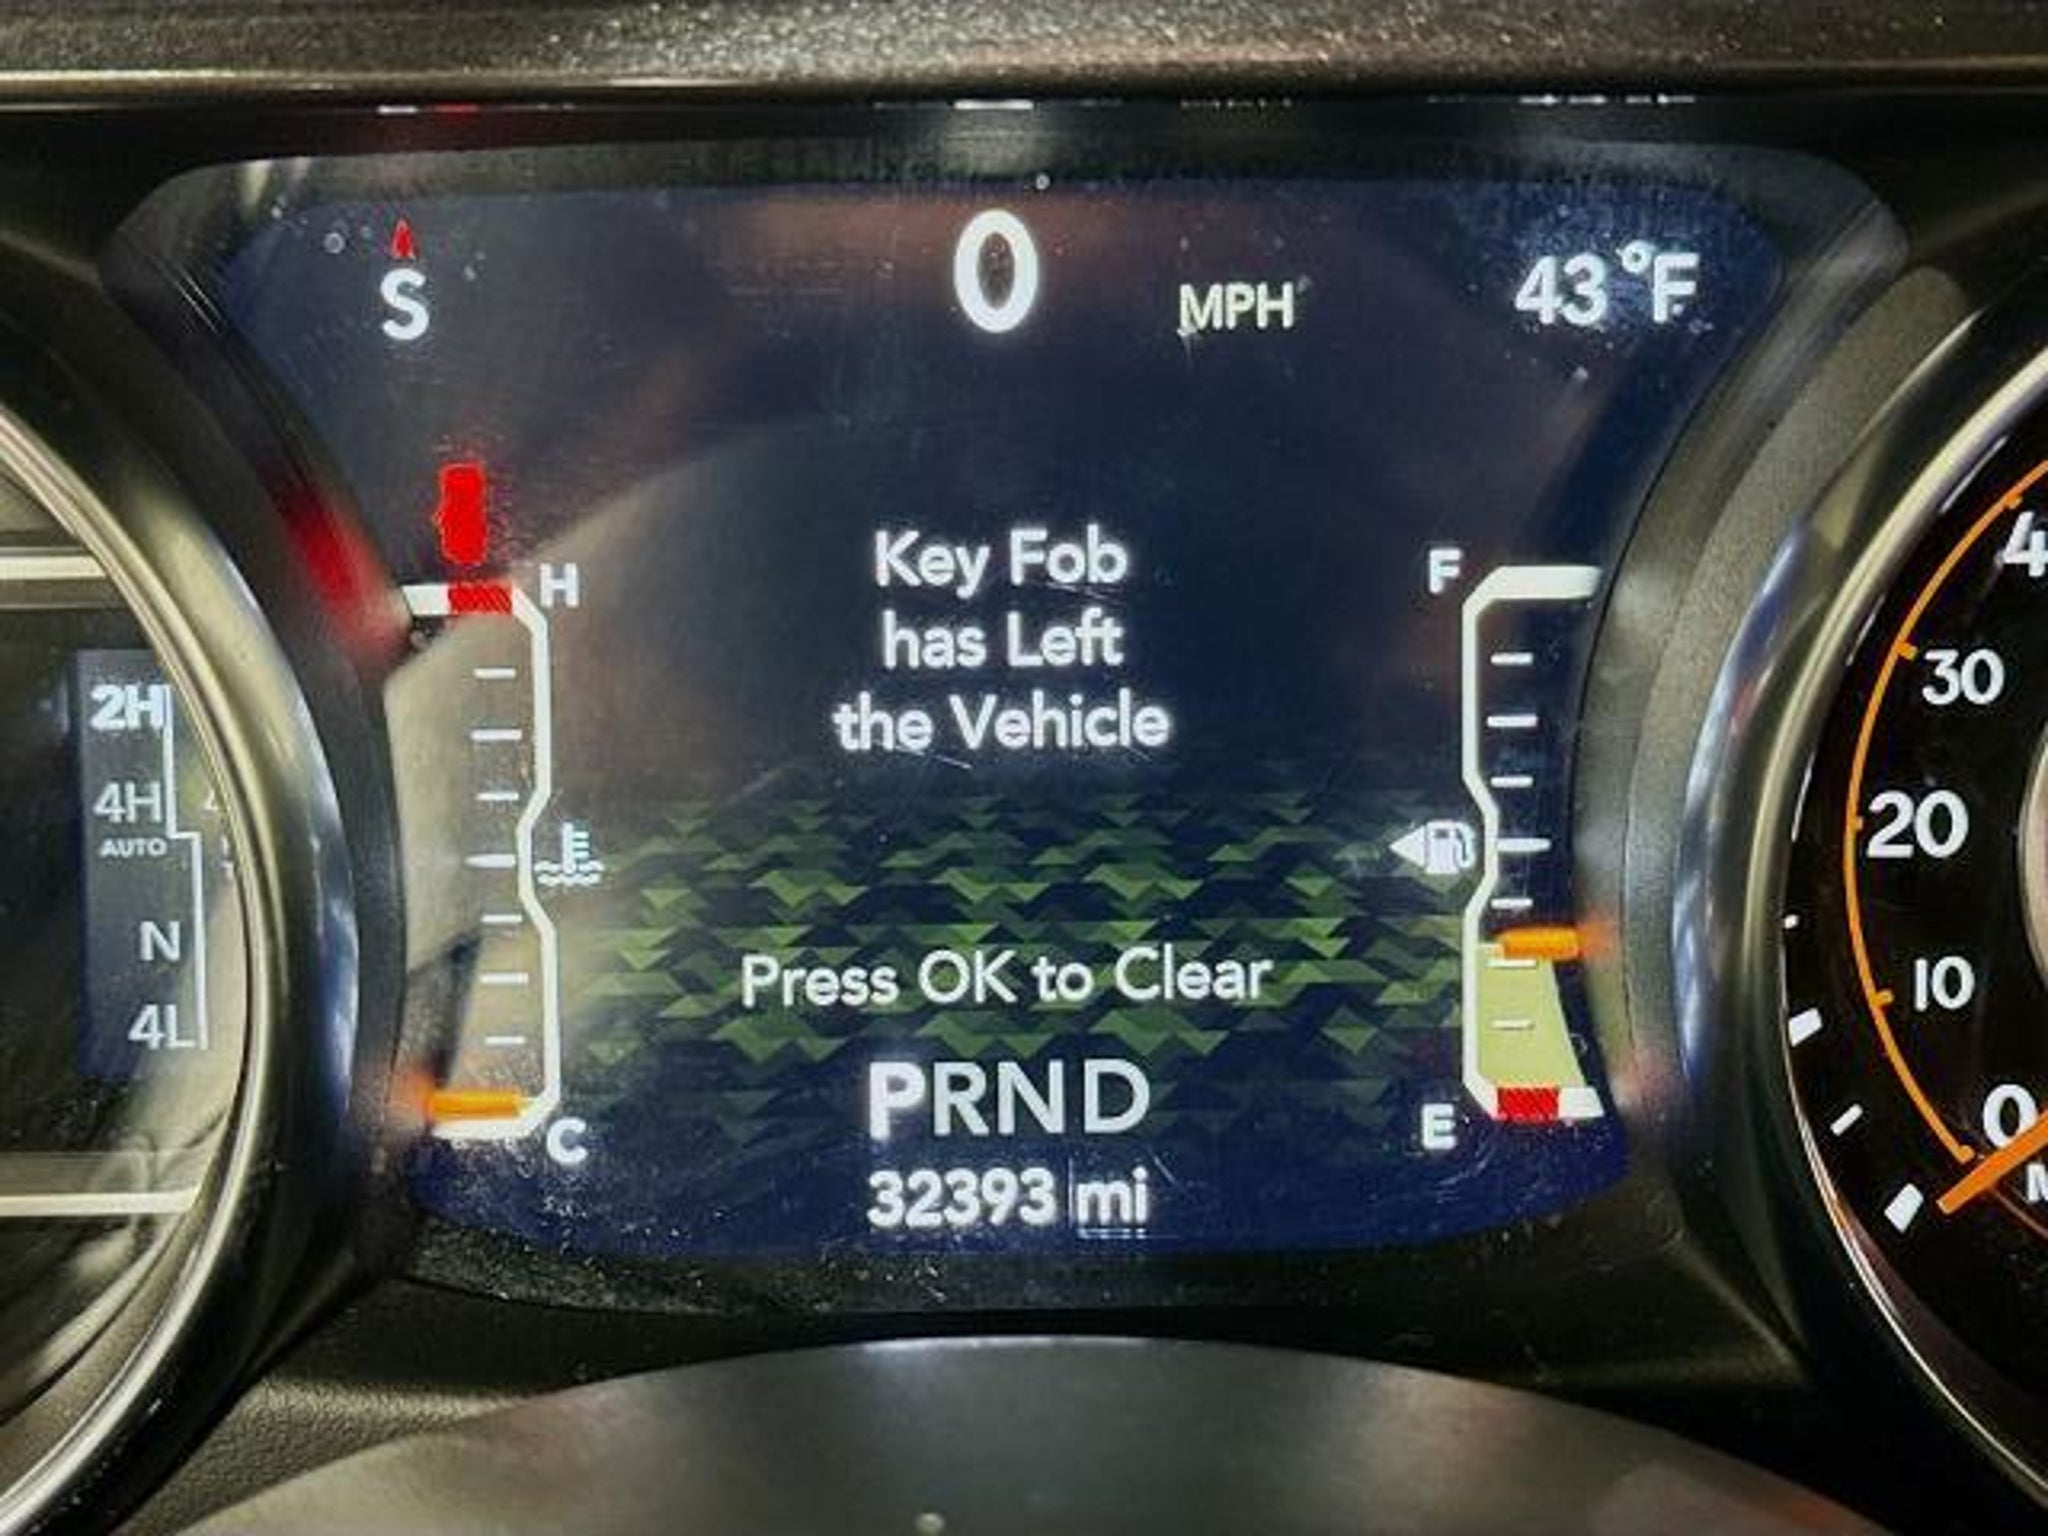 S
0 MPH
43°F
H
F
Key Fob
has Left
the Vehicle
2H
4H
AUTO
N
4L
Press OK to Clear
C
E
PRND
32393 mi
30
20
10
0